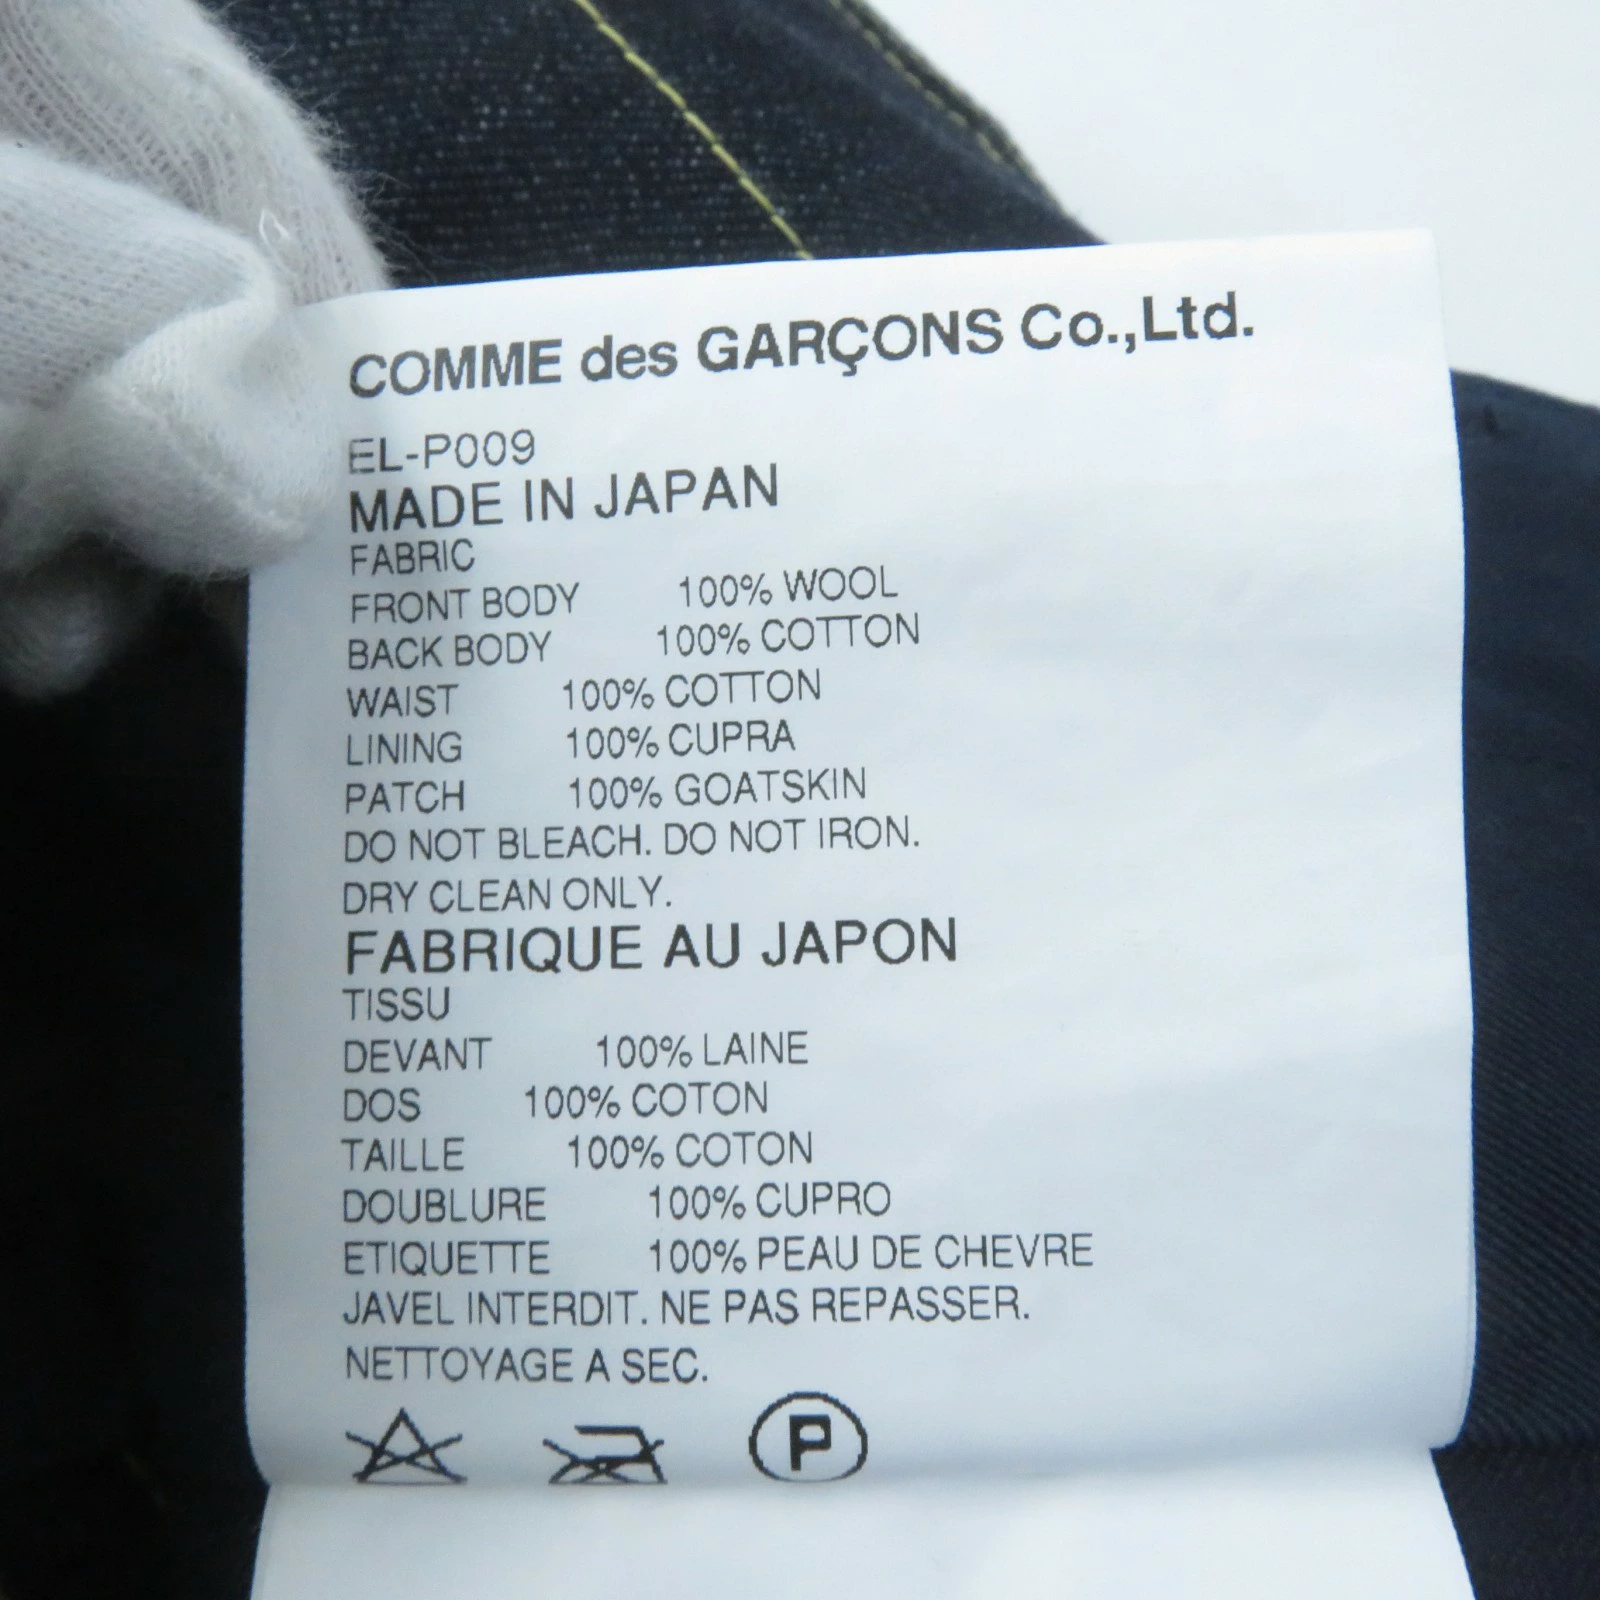 COMME des GARÇONS Co.,Ltd.
EL-P009
MADE IN JAPAN
FABRIC
FRONT BODY 100% WOOL
BACK BODY 100% COTTON
WAIST 100% COTTON
LINING 100% CUPRA
PATCH 100% GOATSKIN
DO NOT BLEACH. DO NOT IRON.
DRY CLEAN ONLY.
FABRIQUE AU JAPON
TISSU
DEVANT 100% LAINE
DOS 100% COTON
TAILLE 100% COTON
DOUBLURE 100% CUPRO
ETIQUETTE 100% PEAU DE CHEVRE
JAVEL INTERDIT. NE PAS REPASSER.
NETTOYAGE A SEC.
P